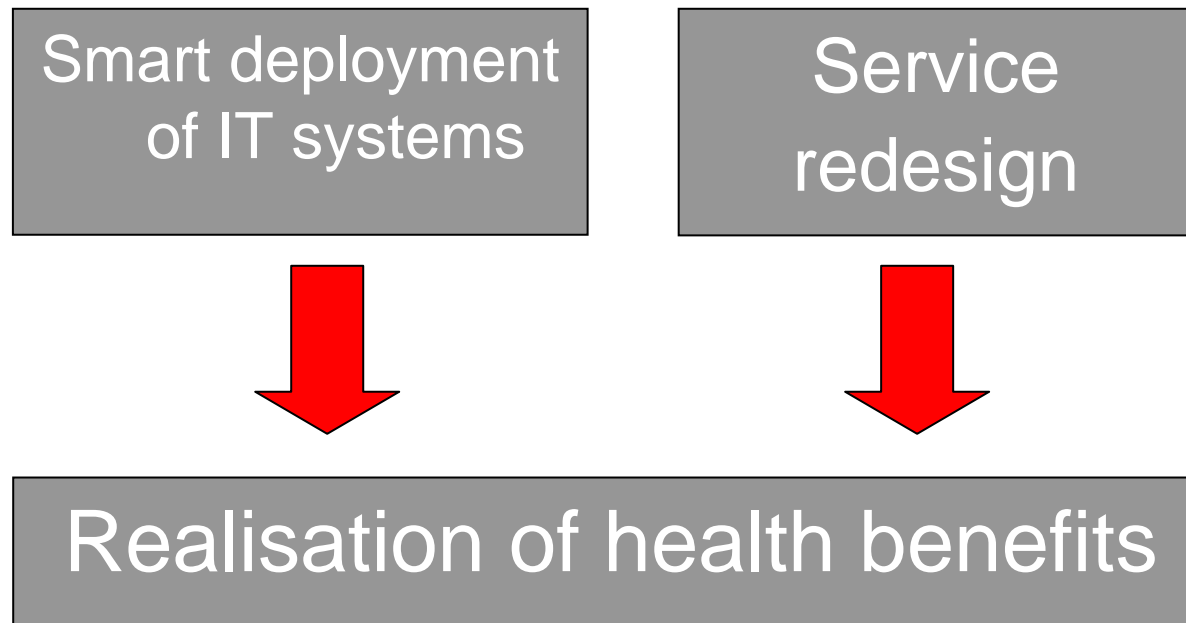 Smart deployment
of IT systems
Service
redesign
Realisation of health benefits